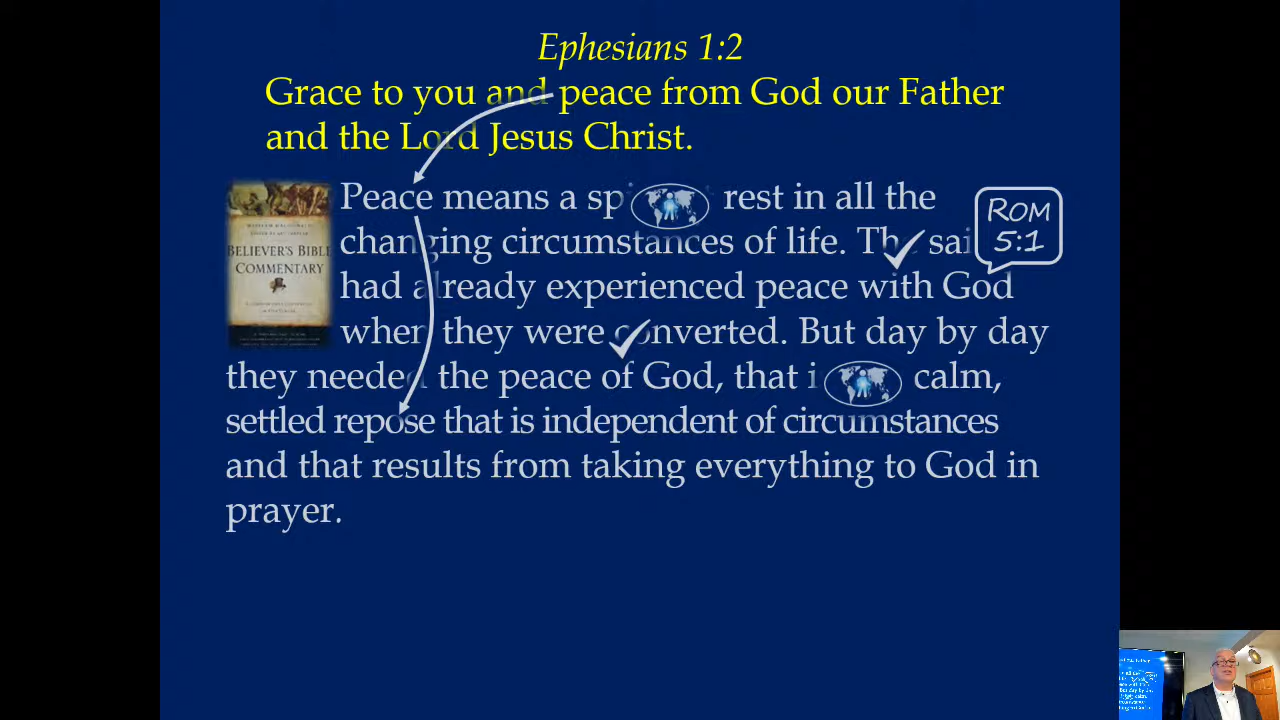 Ephesians 1:2
Grace to you and peace from God our Father
and the Lord Jesus Christ.
Peace means a rest in all the
changing circumstances of life. The
ROM
5:1
had already experienced peace with God
when they were converted. But day by day
they needed the peace of God, that calm,
settled repose that is independent of circumstances
and that results from taking everything to God in
prayer.
BELIEVER'S BIBLE
COMMENTARY